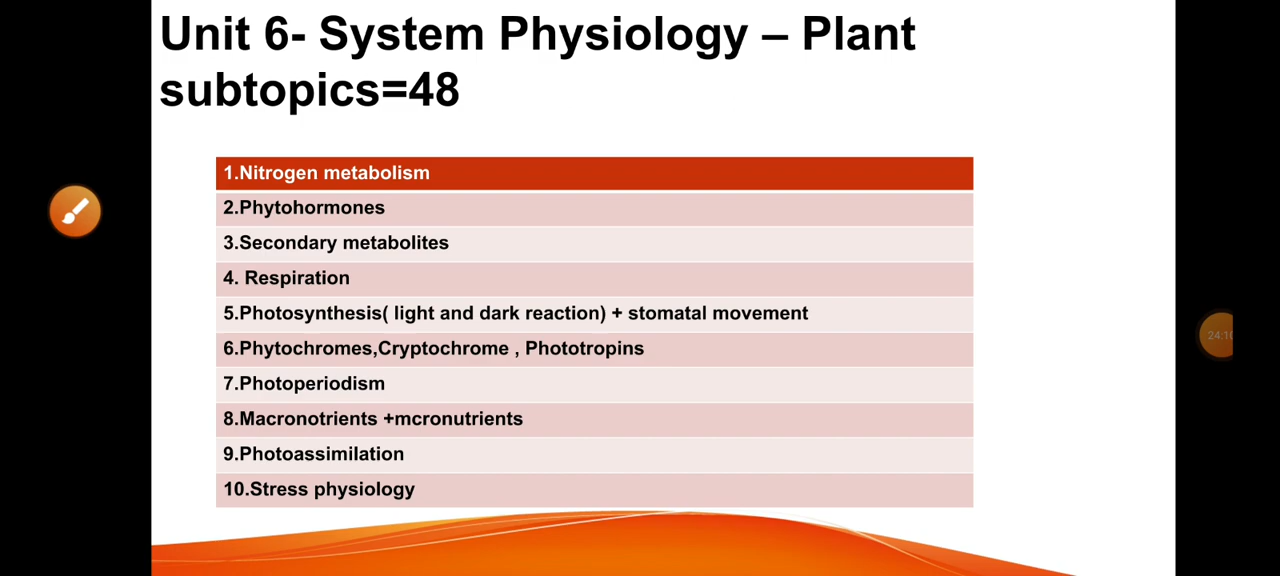 Unit 6- System Physiology – Plant
subtopics=48
1.Nitrogen metabolism
2.Phytohormones
3.Secondary metabolites
4. Respiration
5.Photosynthesis( light and dark reaction) + stomatal movement
6.Phytochromes,Cryptochrome , Phototropins
7.Photoperiodism
8.Macronotrients +mcronutrients
9.Photoassimilation
10.Stress physiology